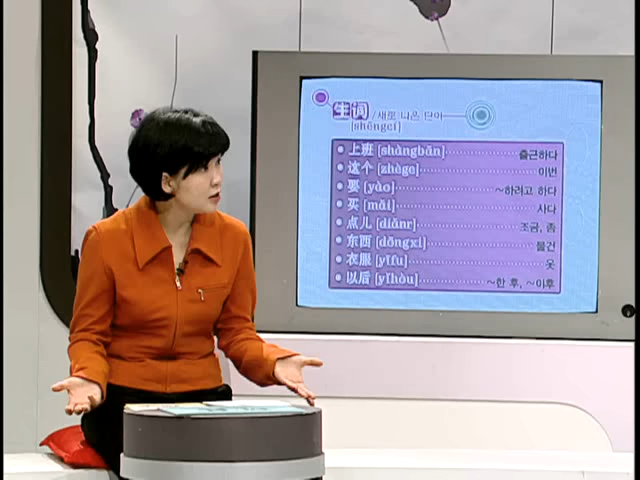 生词 /새로 나온 단어
[shēngcí]
上班 [shàngbān] 출근하다
这个 [zhège] 이번
要 [yào] ~하려고 하다
买 [mǎi] 사다
点儿 [diǎnr] 조금, 좀
东西 [dōngxi] 물건
衣服 [yīfu] 옷
以后 [yǐhòu] ~한 후, ~이후